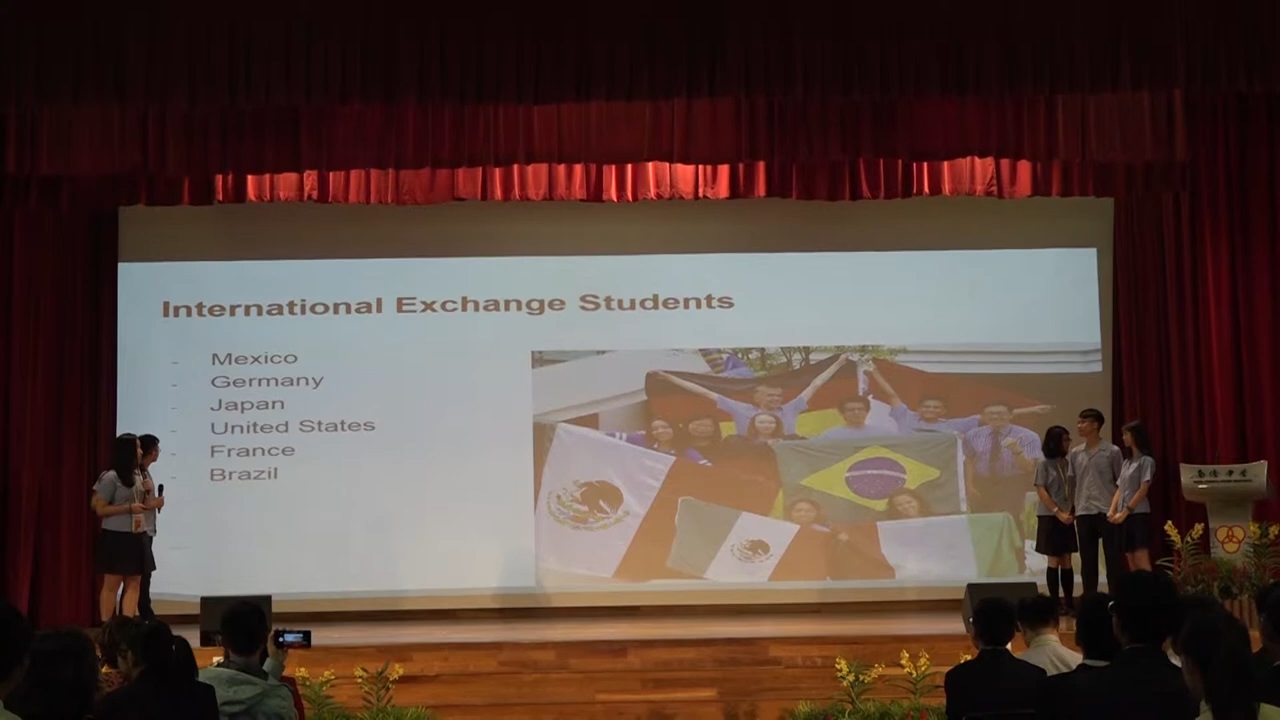 International Exchange Students
- Mexico
- Germany
- Japan
- United States
- France
- Brazil